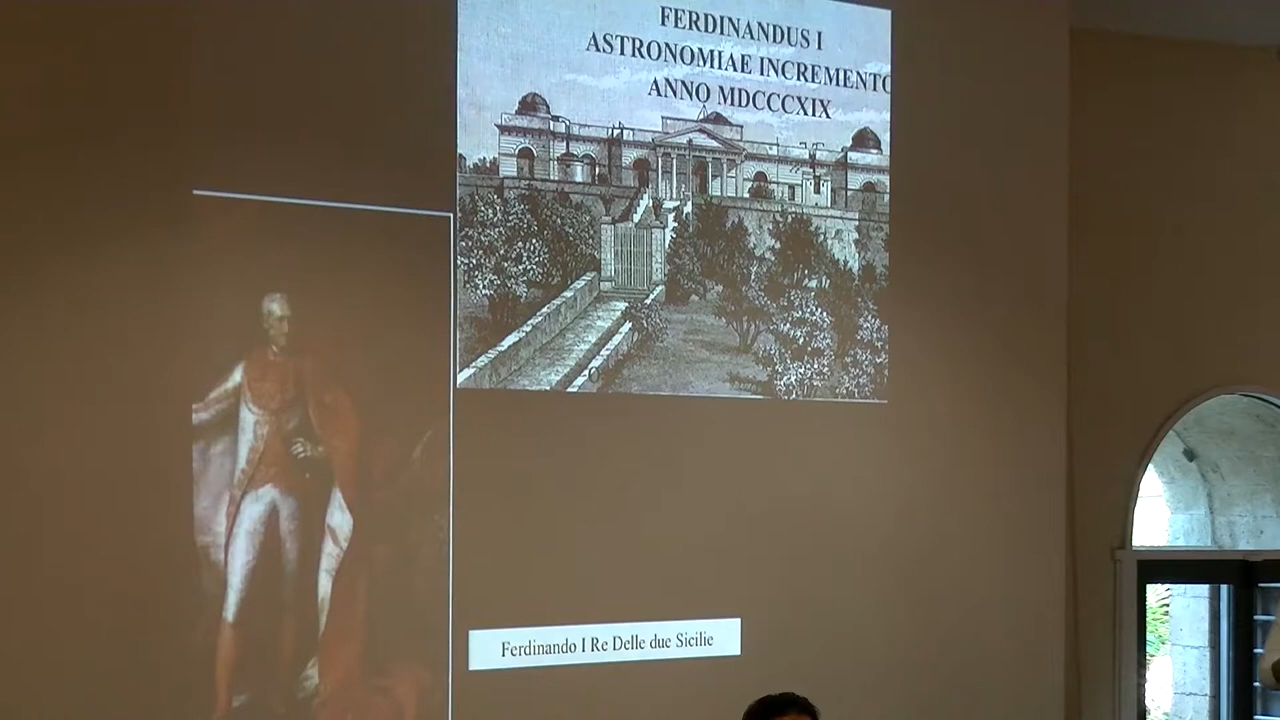 FERDINANDUS I
ASTRONOMIAE INCREMENTO
ANNO MDCCCXIX
Ferdinando I Re Delle due Sicilie